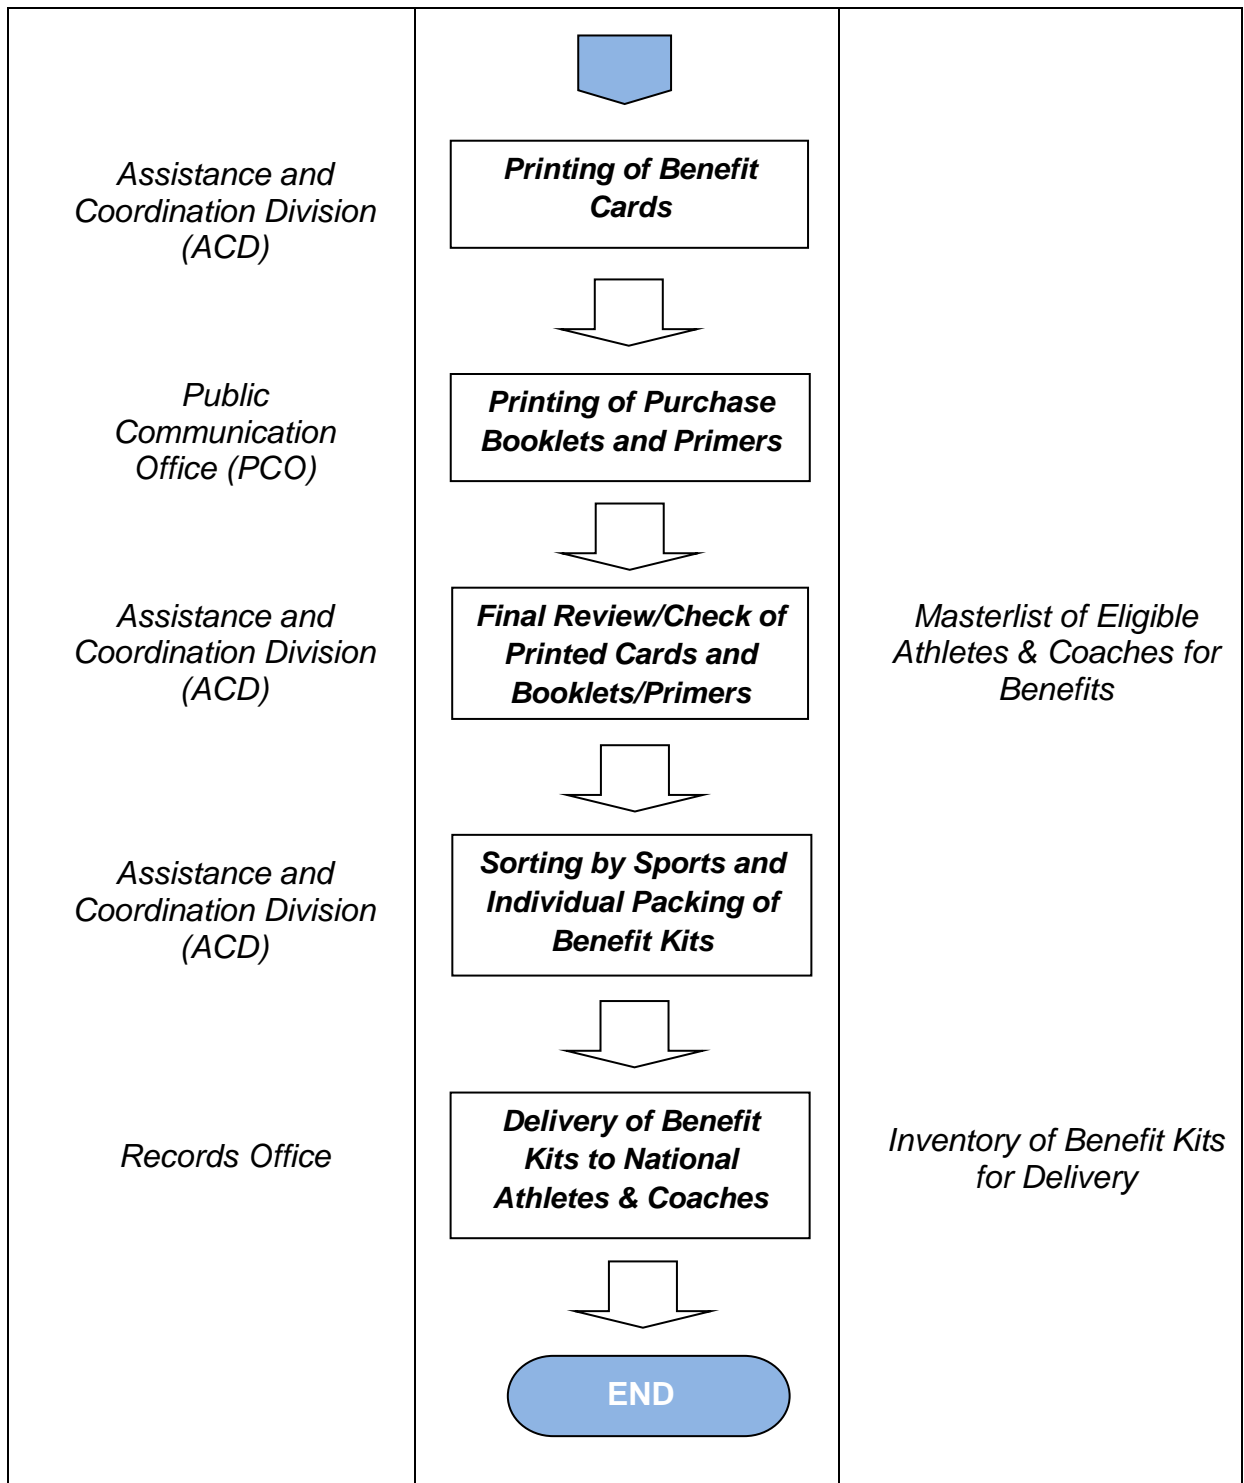 Assistance and
Coordination Division
(ACD)
Printing of Benefit
Cards
Public
Communication
Office (PCO)
Printing of Purchase
Booklets and Primers
Assistance and
Coordination Division
(ACD)
Final Review/Check of
Printed Cards and
Booklets/Primers
Masterlist of Eligible
Athletes & Coaches for
Benefits
Assistance and
Coordination Division
(ACD)
Sorting by Sports and
Individual Packing of
Benefit Kits
Records Office
Delivery of Benefit
Kits to National
Athletes & Coaches
Inventory of Benefit Kits
for Delivery
END